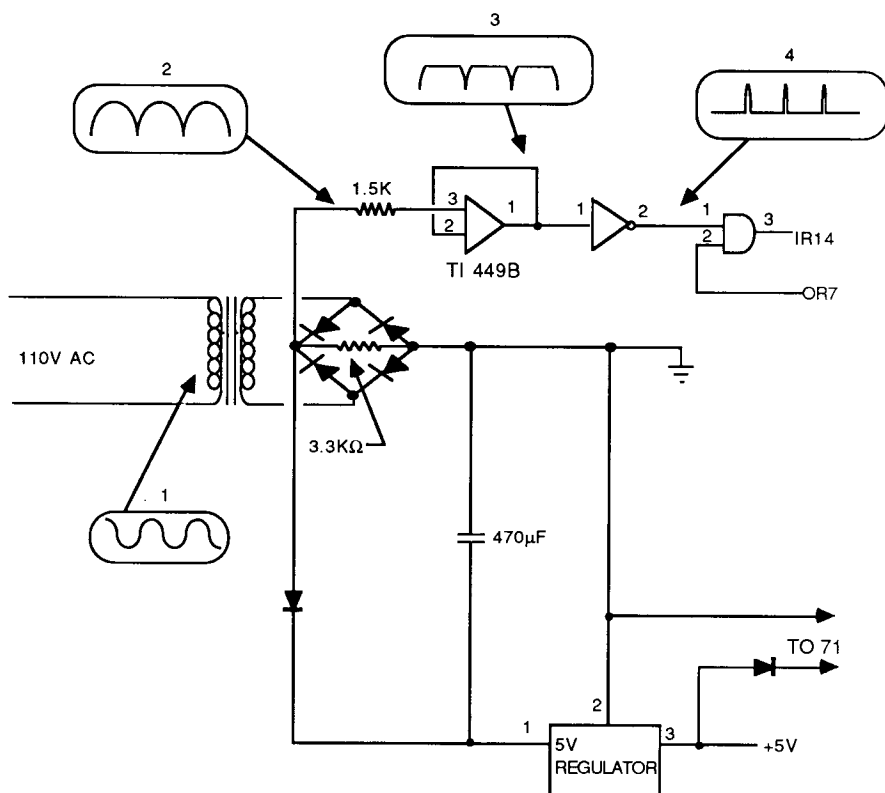 3
2
4
1.5K
3
2
1
TI 449B
1
2
1
2
3
IR14
OR7
110V AC
3.3KΩ
1
470µF
TO 71
2
1
3
5V
REGULATOR
+5V